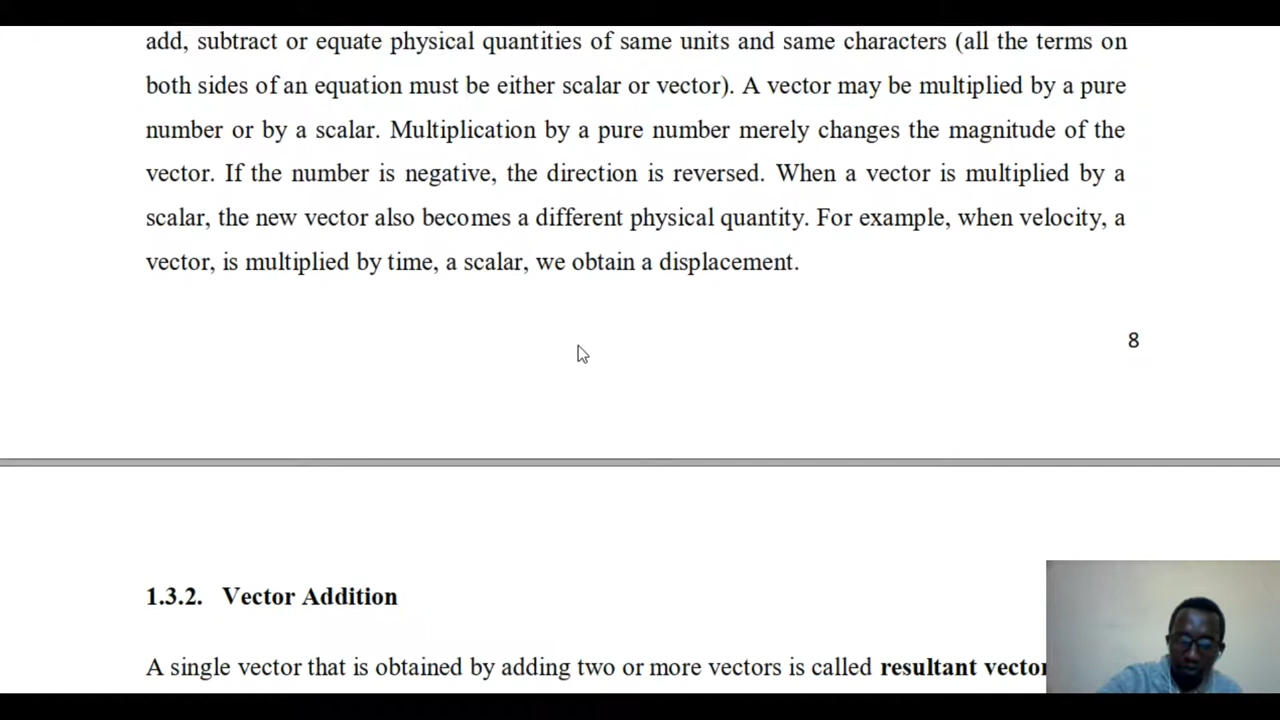 add, subtract or equate physical quantities of same units and same characters (all the terms on
both sides of an equation must be either scalar or vector). A vector may be multiplied by a pure
number or by a scalar. Multiplication by a pure number merely changes the magnitude of the
vector. If the number is negative, the direction is reversed. When a vector is multiplied by a
scalar, the new vector also becomes a different physical quantity. For example, when velocity, a
vector, is multiplied by time, a scalar, we obtain a displacement.
8
1.3.2. Vector Addition
A single vector that is obtained by adding two or more vectors is called resultant vector